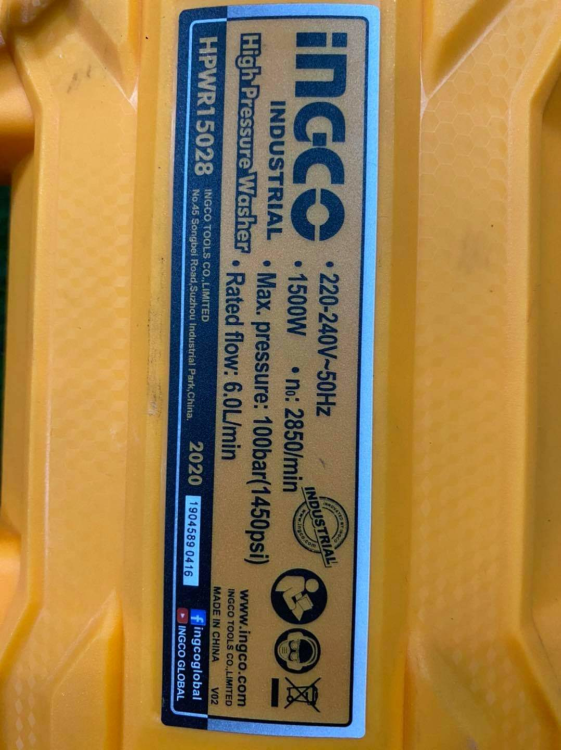 INGCO
INDUSTRIAL
High Pressure Washer
• 220-240V~50Hz
• 1500W • n₀: 2850/min
• Max. pressure: 100bar(1450psi)
• Rated flow: 6.0L/min
INDUSTRIAL
www.ingco.com
INGCO TOOLS CO.,LIMITED
MADE IN CHINA V02
HPWR15028
INGCO TOOLS CO.,LIMITED
No.45 Songbei Road,Suzhou Industrial Park,China.
2020
1904589 0416
f ingcoglobal
INGCO GLOBAL